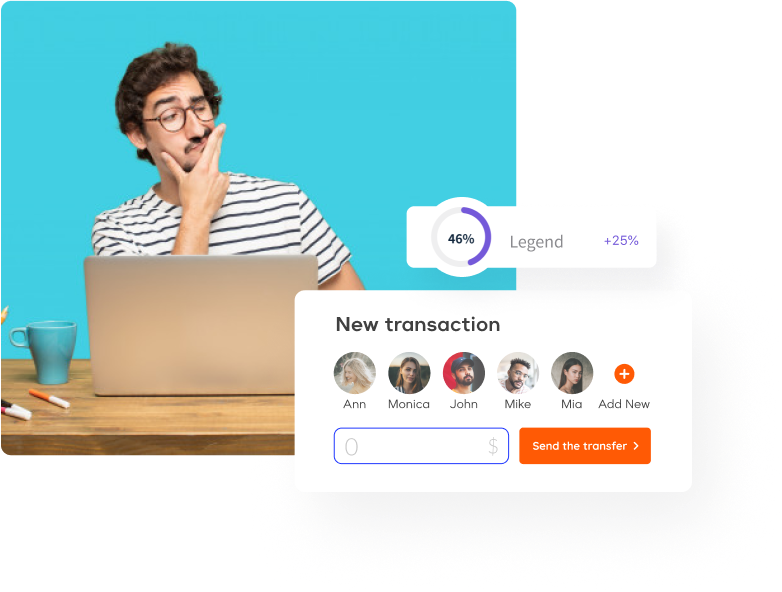 46%
Legend
+25%
New transaction
Ann
Monica
John
Mike
Mia
Add New
0
$
Send the transfer >